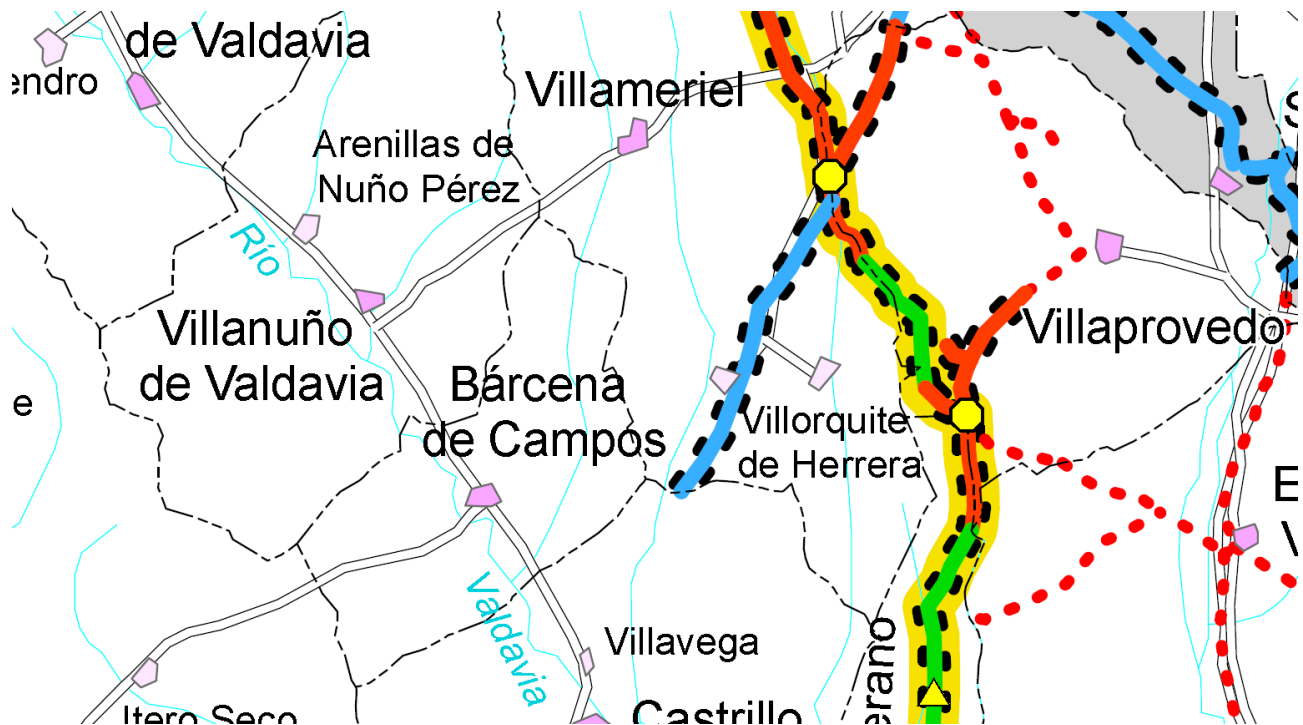 de Valdavia
endro
Villameriel
Arenillas de
Nuño Pérez
Río
Villanuño
de Valdavia
Bárcena
de Campos
Villaprovedo
Villorquite
de Herrera
Valdavia
Villavega
Castrillo
Itero Seco